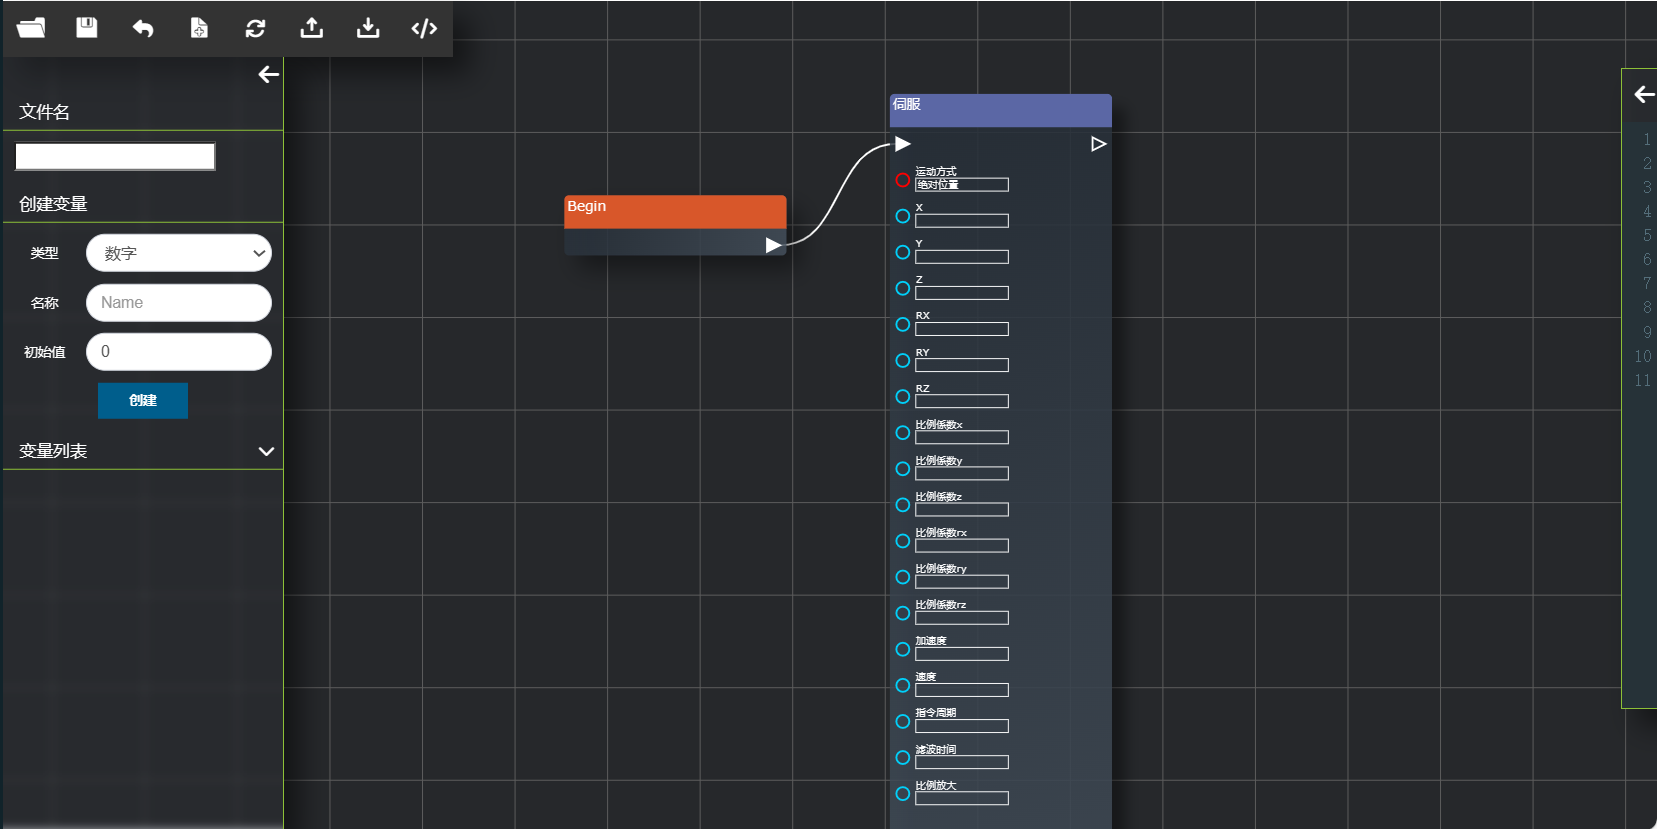 文件名
创建变量
类型
数字
名称
Name
初始值
0
创建
变量列表
Begin
伺服
运动方式
绝对位置
X
Y
Z
RX
RY
RZ
比例系数x
比例系数y
比例系数z
比例系数rx
比例系数ry
比例系数rz
加速度
速度
指令周期
滤波时间
比例放大
1
2
3
4
5
6
7
8
9
10
11